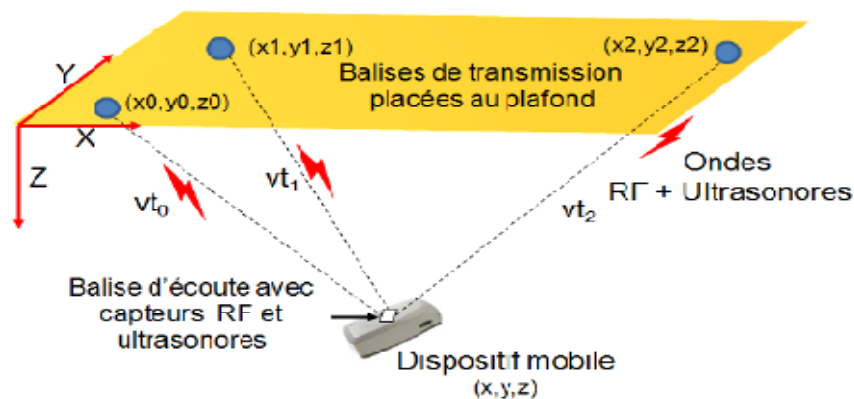 (x1,y1,z1)
(x2,y2,z2)
Balises de transmission
placées au plafond
Y
(x0,y0,z0)
X
Z
vt₀
vt₁
vt₂
Ondes
RF + Ultrasonores
Balise d'écoute avec
capteurs RF et
ultrasonores
Dispositif mobile
(x,y,z)